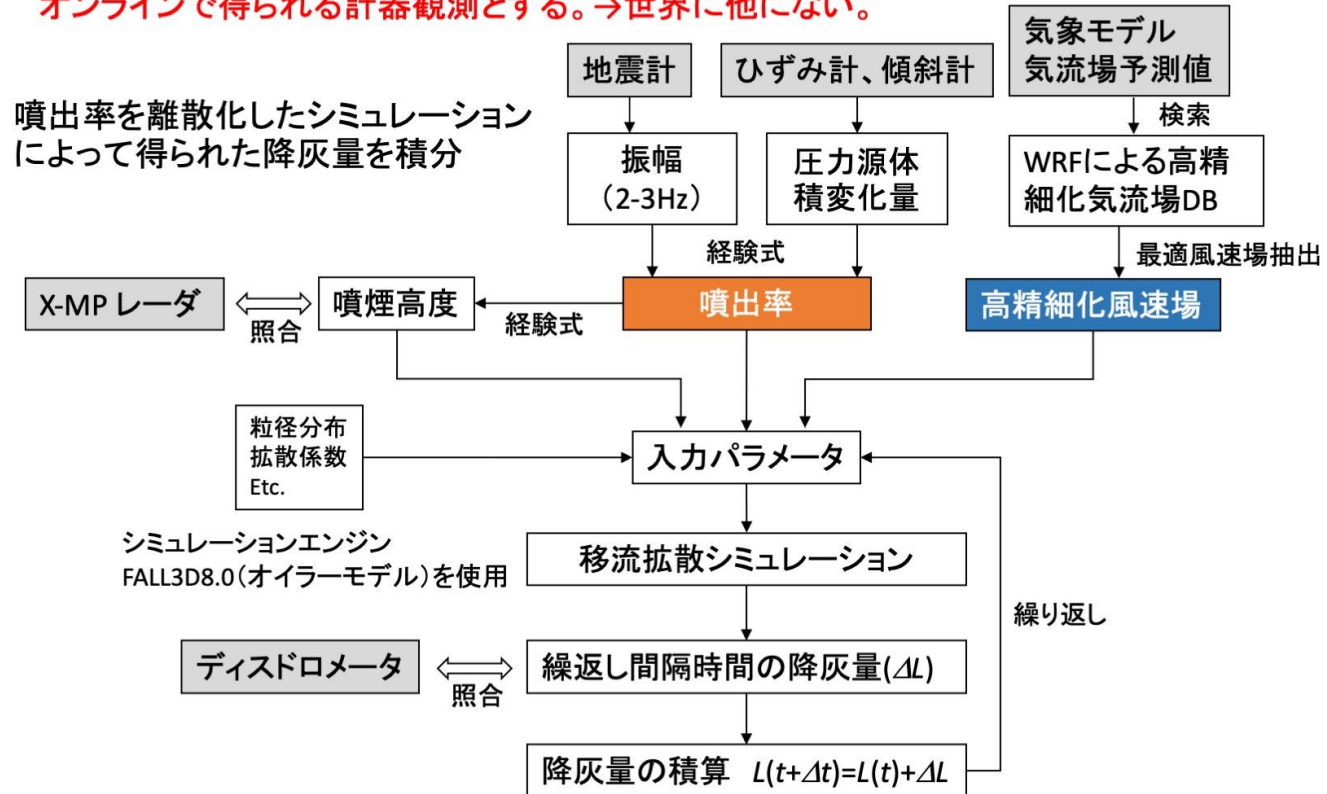 オンラインで得られる計器観測とする。→世界に他にない。
気象モデル
気流場予測値
地震計
ひずみ計、傾斜計
噴出率を離散化したシミュレーション
によって得られた降灰量を積分
検索
振幅
(2-3Hz)
圧力源体
積変化量
WRFによる高精
細化気流場DB
経験式
最適風速場抽出
X-MP レーダ
照合
噴煙高度
経験式
噴出率
高精細化風速場
粒径分布
拡散係数
Etc.
入力パラメータ
シミュレーションエンジン
FALL3D8.0(オイラーモデル)を使用
移流拡散シミュレーション
繰り返し
ディスドロメータ
照合
繰返し間隔時間の降灰量(ΔL)
降灰量の積算 L(t+Δt)=L(t)+ΔL